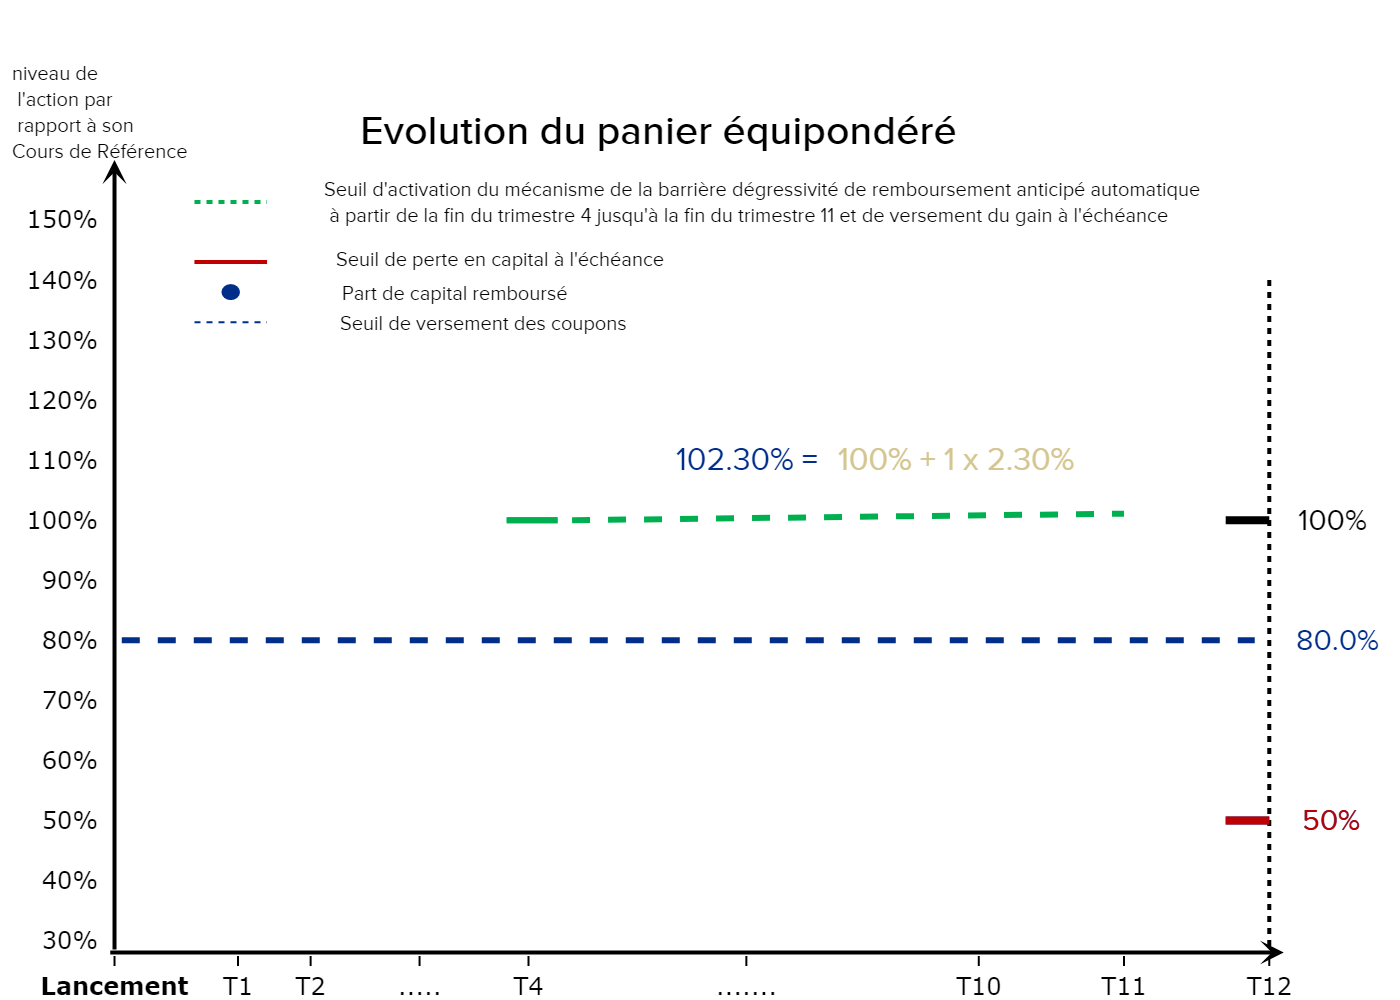 niveau de
l'action par
rapport à son
Cours de Référence
Evolution du panier équipondéré
Seuil d'activation du mécanisme de la barrière dégressivité de remboursement anticipé automatique
à partir de la fin du trimestre 4 jusqu'à la fin du trimestre 11 et de versement du gain à l'échéance
Seuil de perte en capital à l'échéance
Part de capital remboursé
Seuil de versement des coupons
150%
140%
130%
120%
110%
102.30% = 100% + 1 x 2.30%
100%
100%
90%
80%
80.0%
70%
60%
50%
50%
40%
30%
Lancement T1 T2 ..... T4 ....... T10 T11 T12